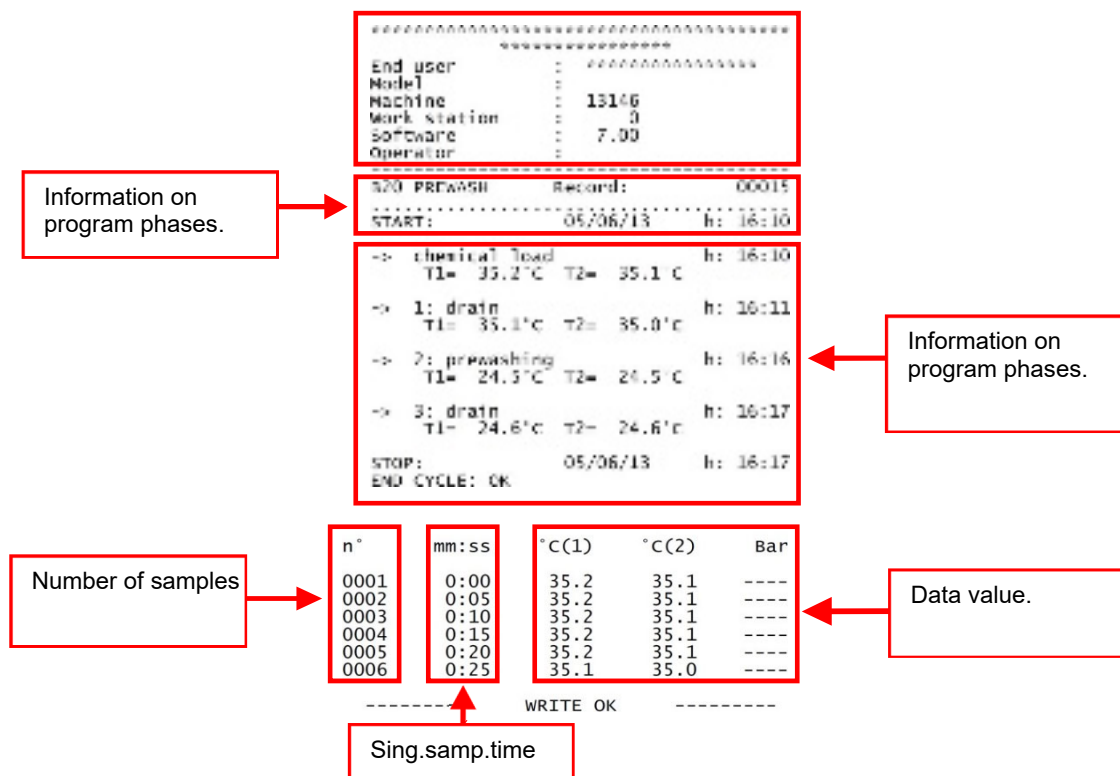 ****************************************
****************
End user : ****************
Model :
Machine : 13146
Work station : 0
Software : 7.00
Operator :
----------------------------------------
B20 PREWASH Record: 00015
........................................
START: 05/06/13 h: 16:10
Information on
program phases.
-> chemical load h: 16:10
T1= 35.2°C T2= 35.1°C
-> 1: drain h: 16:11
T1= 35.1°C T2= 35.0°C
-> 2: prewashing h: 16:16
T1= 24.5°C T2= 24.5°C
-> 3: drain h: 16:17
T1= 24.6°C T2= 24.6°C
STOP: 05/06/13 h: 16:17
END CYCLE: OK
Information on
program phases.
n° mm:ss °C(1) °C(2) Bar
0001 0:00 35.2 35.1 ----
0002 0:05 35.2 35.1 ----
0003 0:10 35.2 35.1 ----
0004 0:15 35.2 35.1 ----
0005 0:20 35.2 35.1 ----
0006 0:25 35.1 35.0 ----
Number of samples
Data value.
--------- WRITE OK ---------
Sing.samp.time